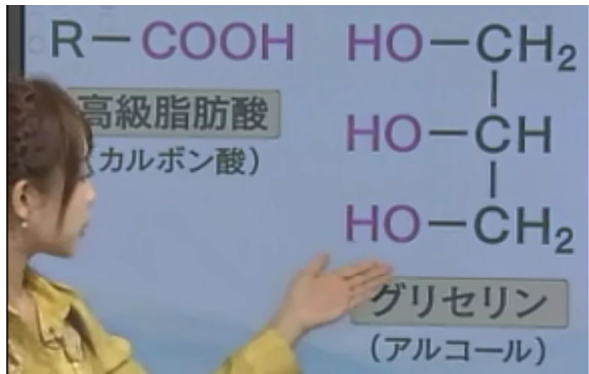 R－COOH
高級脂肪酸
(カルボン酸)
HO－CH₂
HO－CH
HO－CH₂
グリセリン
(アルコール)